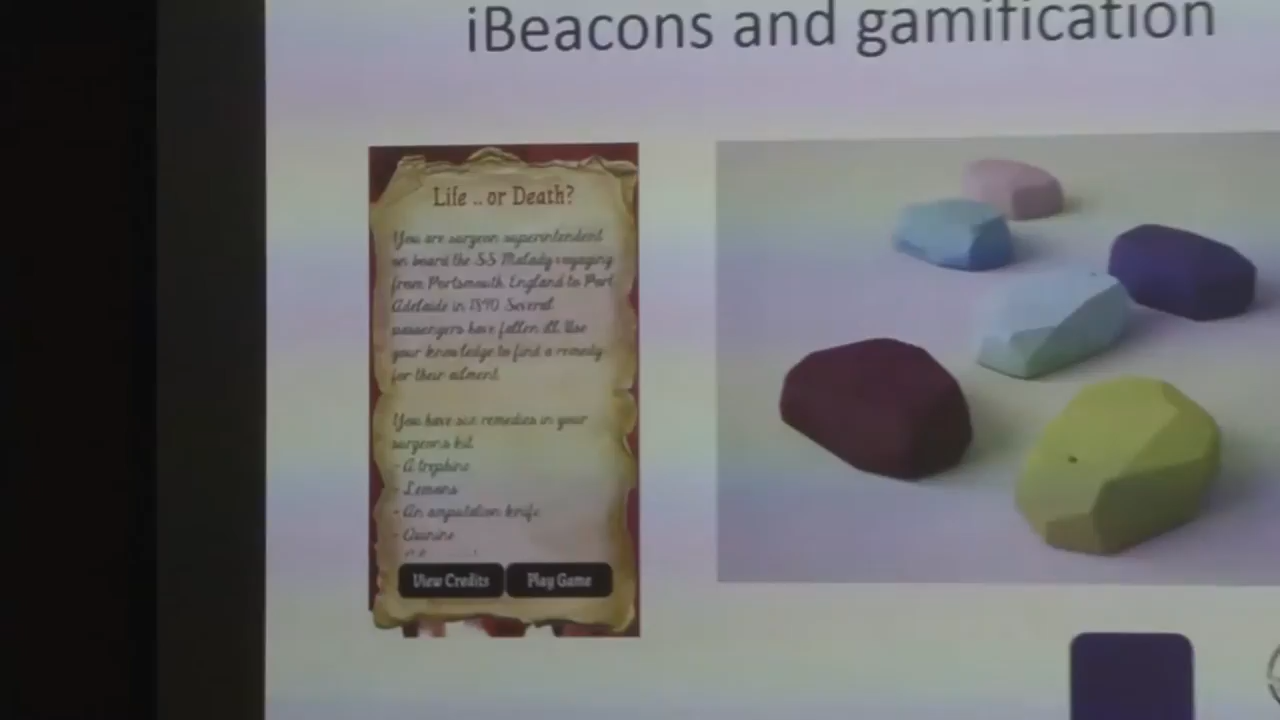 iBeacons and gamification
Life .. or Death?
You are surgeon superintendent
on board the SS Malady voyaging
from Portsmouth, England to Port
Adelaide in 1890. Several
passengers have fallen ill. Use
your knowledge to find a remedy
for their ailment.
You have six remedies in your
surgeons kit
- A trephine
- Lemons
- An amputation knife
- Quinine
View Credits
Play Game